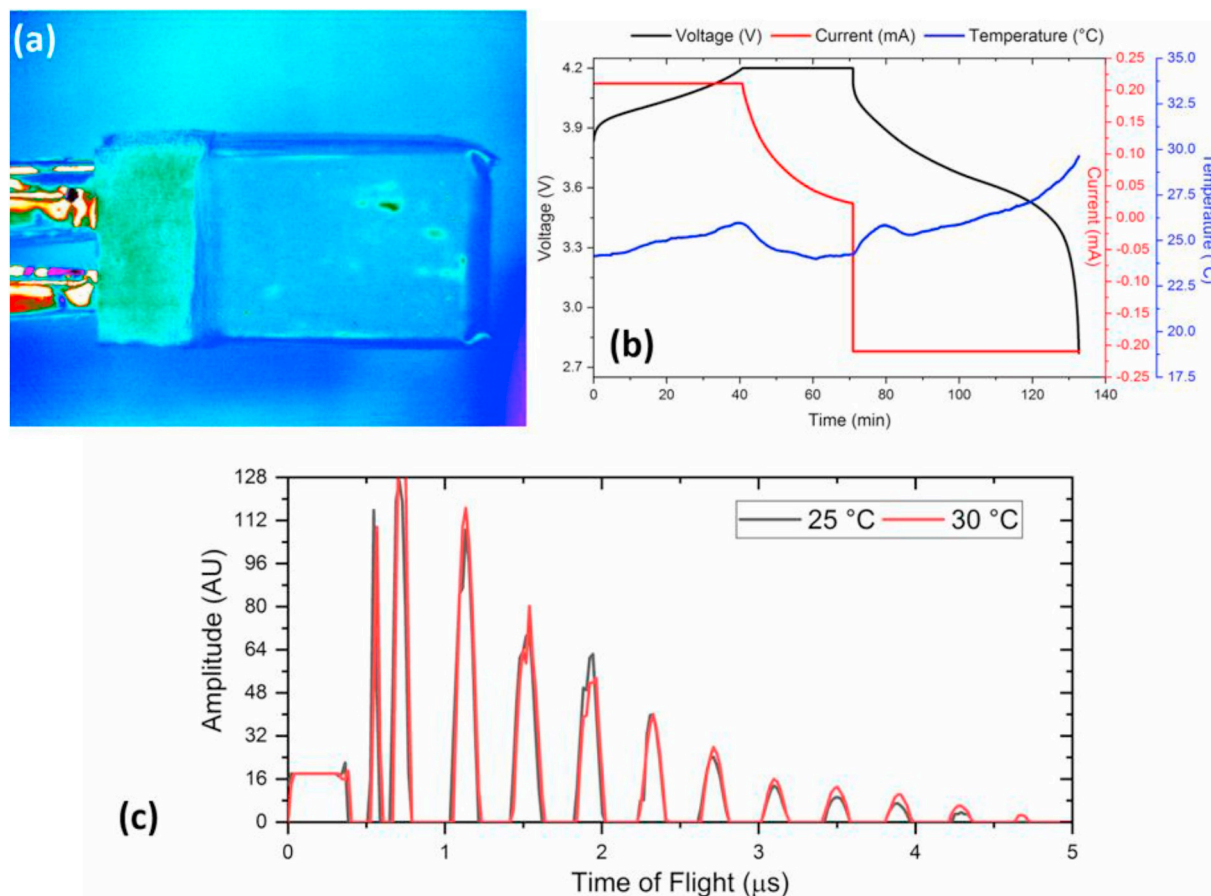 (a)
Voltage (V) Current (mA) Temperature (°C)
4.2
3.9
3.6
3.3
3.0
2.7
Voltage (V)
0.25
0.20
0.15
0.10
0.05
0.00
-0.05
-0.10
-0.15
-0.20
-0.25
Current (mA)
35.0
32.5
30.0
27.5
25.0
22.5
20.0
17.5
Temperature (°C)
(b)
0 20 40 60 80 100 120 140
Time (min)
128
112
96
80
64
48
32
16
0
Amplitude (AU)
25 °C 30 °C
(c)
0 1 2 3 4 5
Time of Flight (μs)